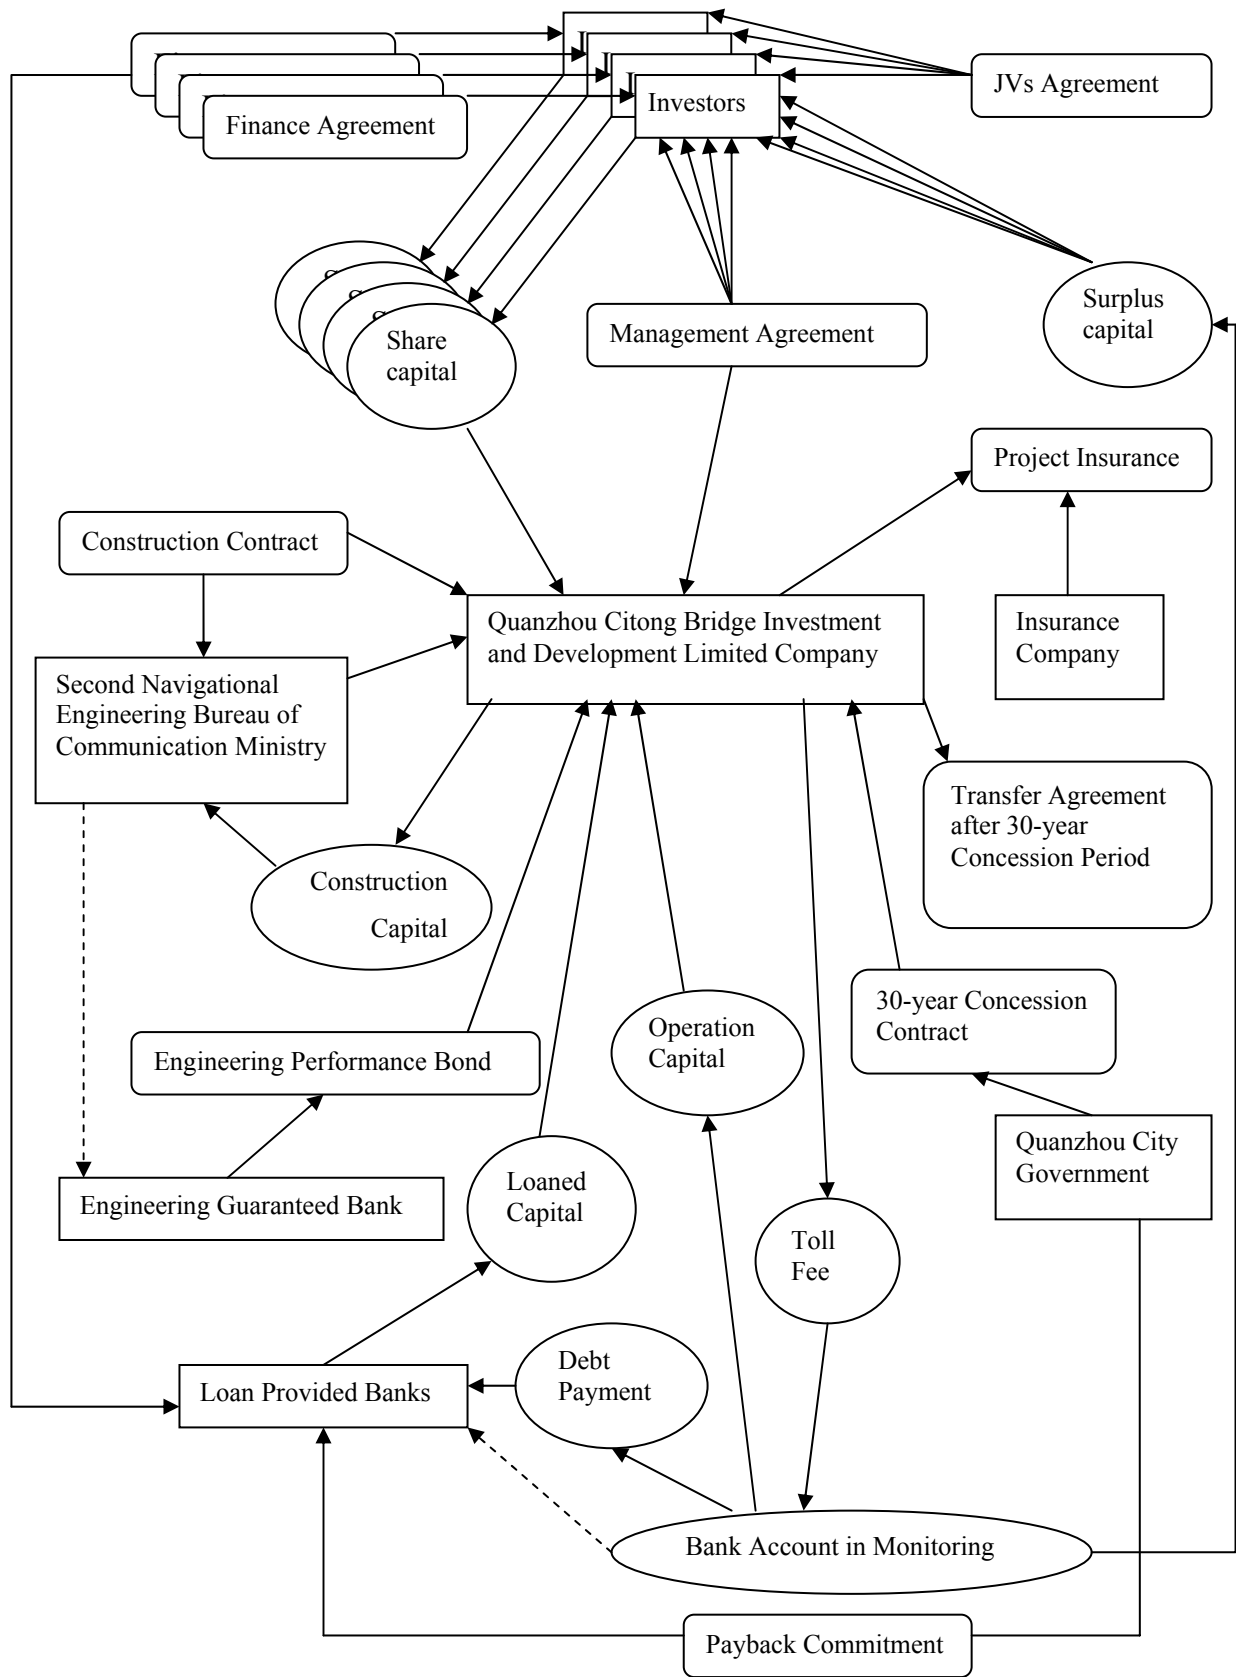 JVs Agreement
Investors
Finance Agreement
Surplus
capital
Management Agreement
Share
capital
Project Insurance
Construction Contract
Quanzhou Citong Bridge Investment
and Development Limited Company
Insurance
Company
Second Navigational
Engineering Bureau of
Communication Ministry
Transfer Agreement
after 30-year
Concession Period
Construction
Capital
30-year Concession
Contract
Operation
Capital
Engineering Performance Bond
Quanzhou City
Government
Loaned
Capital
Engineering Guaranteed Bank
Toll
Fee
Debt
Payment
Loan Provided Banks
Bank Account in Monitoring
Payback Commitment